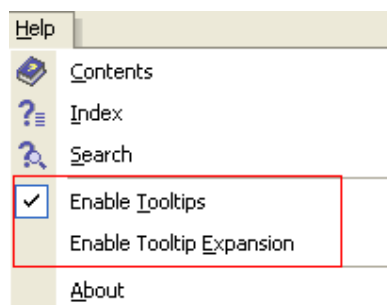 Help
Contents
Index
Search
Enable Tooltips
Enable Tooltip Expansion
About